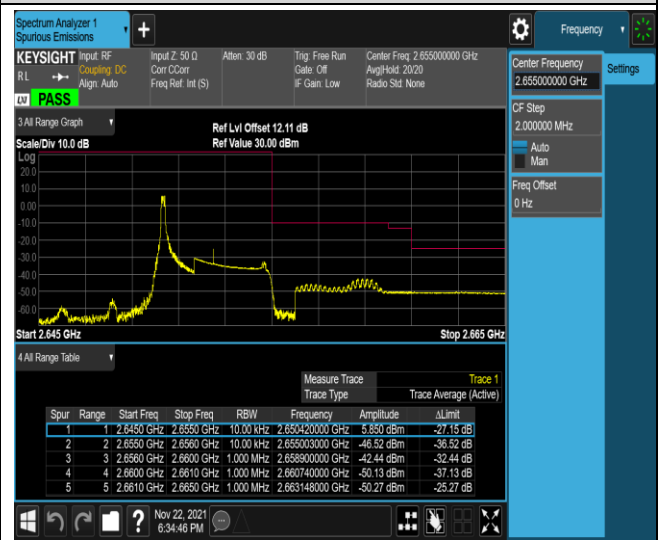 Spectrum Analyzer 1
Spurious Emissions
Frequency
KEYSIGHT
Input: RF
Coupling: DC
Align: Auto
Input Z: 50 Ω
Corr CCorr
Freq Ref: Int (S)
Atten: 30 dB
Trig: Free Run
Gate: Off
IF Gain: Low
Center Freq: 2.655000000 GHz
Avg|Hold: 20/20
Radio Std: None
RL
LXI
PASS
Center Frequency
2.655000000 GHz
Settings
CF Step
2.000000 MHz
Auto
Man
Freq Offset
0 Hz
3 All Range Graph
Ref Lvl Offset 12.11 dB
Scale/Div 10.0 dB
Ref Value 30.00 dBm
Log
20.0
10.0
0.00
-10.0
-20.0
-30.0
-40.0
-50.0
-60.0
Start 2.645 GHz
Stop 2.665 GHz
4 All Range Table
Measure Trace Trace 1
Trace Type Trace Average (Active)
Spur Range Start Freq Stop Freq RBW Frequency Amplitude ΔLimit
1 1 2.6450 GHz 2.6550 GHz 10.00 kHz 2.650420000 GHz 5.850 dBm -27.15 dB
2 2 2.6550 GHz 2.6560 GHz 10.00 kHz 2.655003000 GHz -46.52 dBm -36.52 dB
3 3 2.6560 GHz 2.6600 GHz 1.000 MHz 2.658900000 GHz -42.44 dBm -32.44 dB
4 4 2.6600 GHz 2.6610 GHz 1.000 MHz 2.660740000 GHz -50.13 dBm -37.13 dB
5 5 2.6610 GHz 2.6650 GHz 1.000 MHz 2.663148000 GHz -50.27 dBm -25.27 dB
Nov 22, 2021
6:34:46 PM